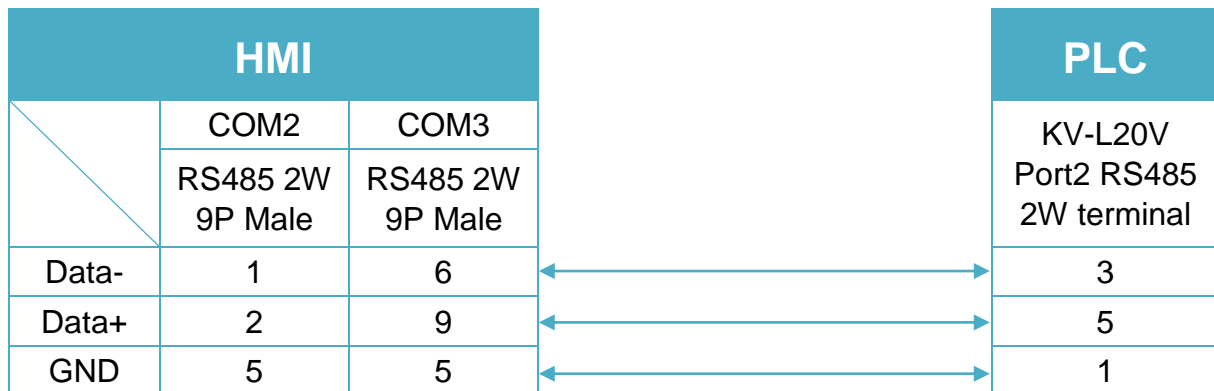 HMI PLC
COM2 COM3
RS485 2W
9P Male
RS485 2W
9P Male
KV-L20V
Port2 RS485
2W terminal
Data- 1 6 3
Data+ 2 9 5
GND 5 5 1